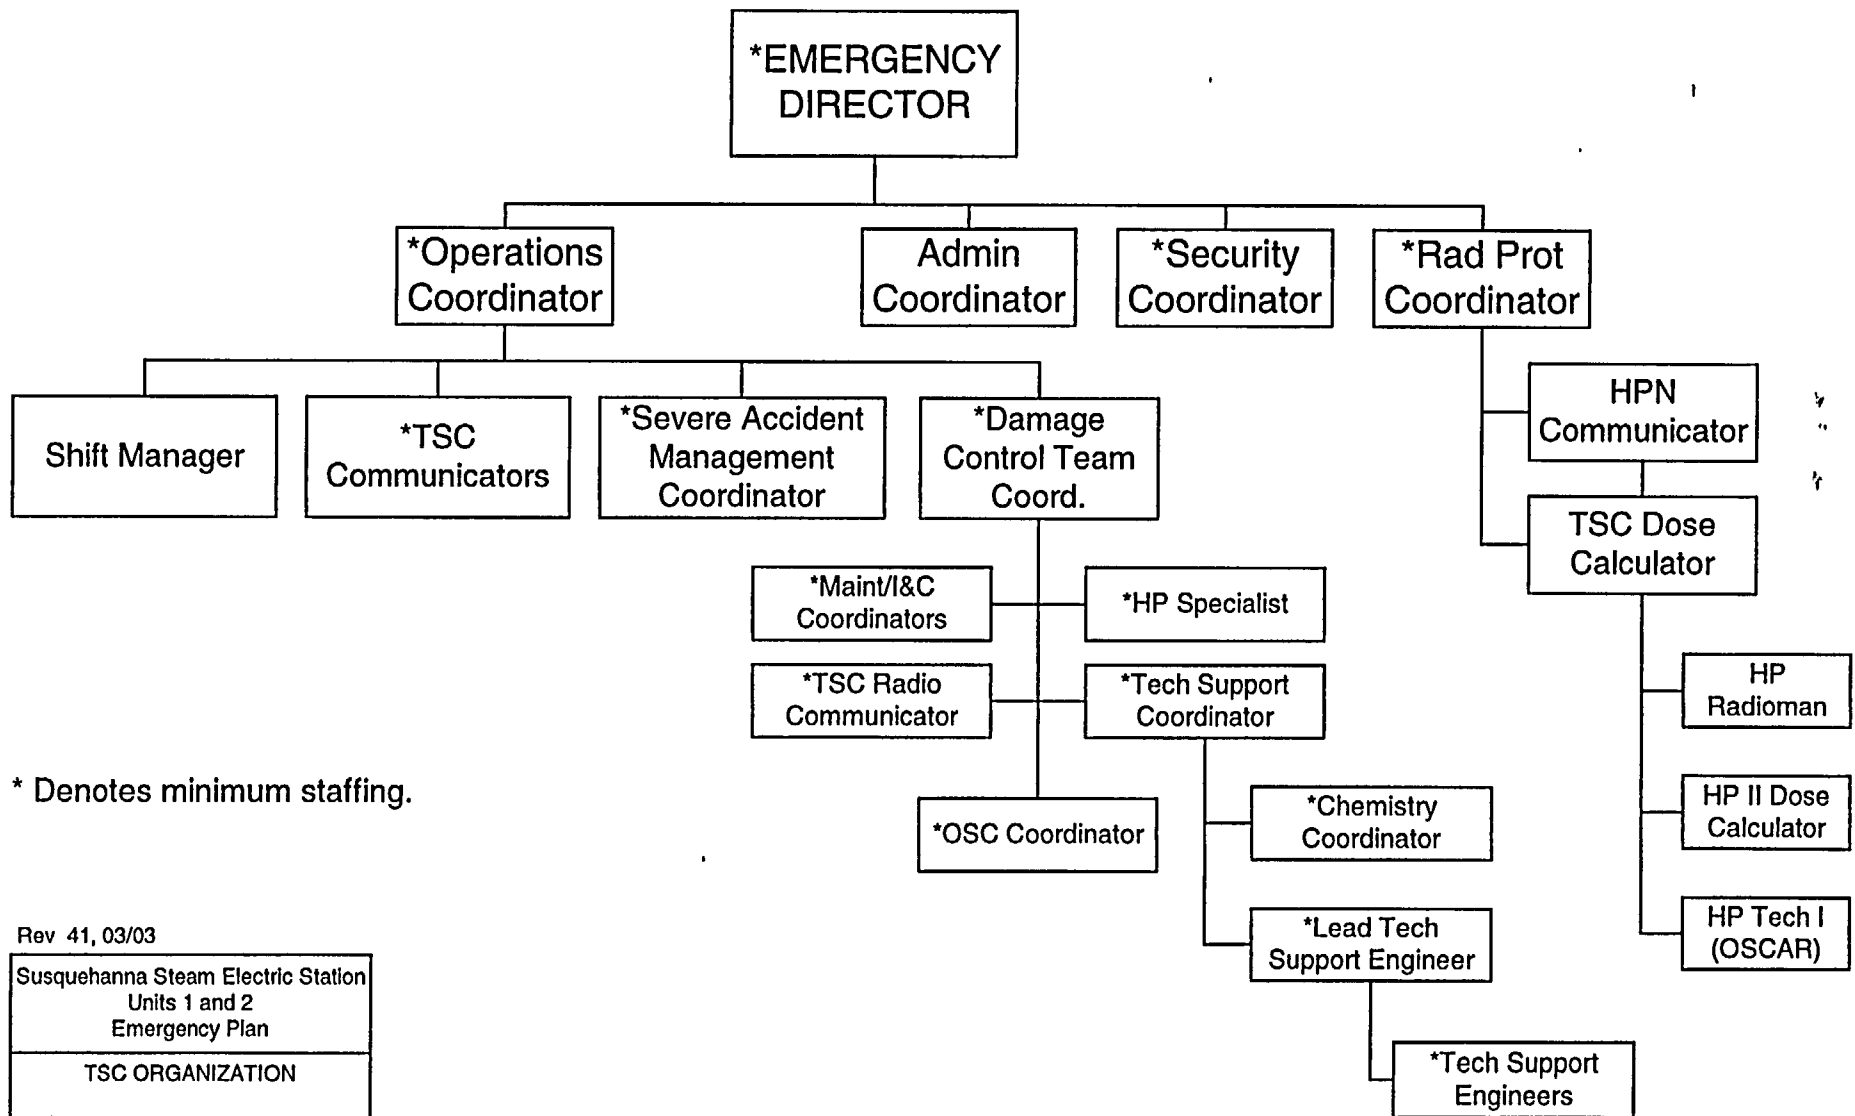 *EMERGENCY
DIRECTOR
*Operations
Coordinator
Admin
Coordinator
*Security
Coordinator
*Rad Prot
Coordinator
Shift Manager
*TSC
Communicators
*Severe Accident
Management
Coordinator
*Damage
Control Team
Coord.
HPN
Communicator
TSC Dose
Calculator
*Maint/I&C
Coordinators
*HP Specialist
*TSC Radio
Communicator
*Tech Support
Coordinator
HP
Radioman
* Denotes minimum staffing.
*OSC Coordinator
*Chemistry
Coordinator
HP II Dose
Calculator
*Lead Tech
Support Engineer
HP Tech I
(OSCAR)
*Tech Support
Engineers
Rev 41, 03/03
Susquehanna Steam Electric Station
Units 1 and 2
Emergency Plan
TSC ORGANIZATION